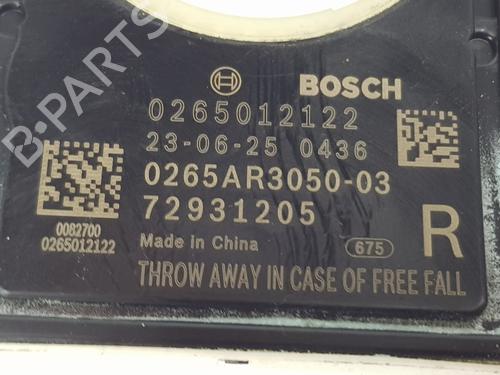 BOSCH
0265012122
23-06-25 0436
0265AR3050-03
72931205
0082700
0265012122
Made in China
675
R
THROW AWAY IN CASE OF FREE FALL
B-PARTS